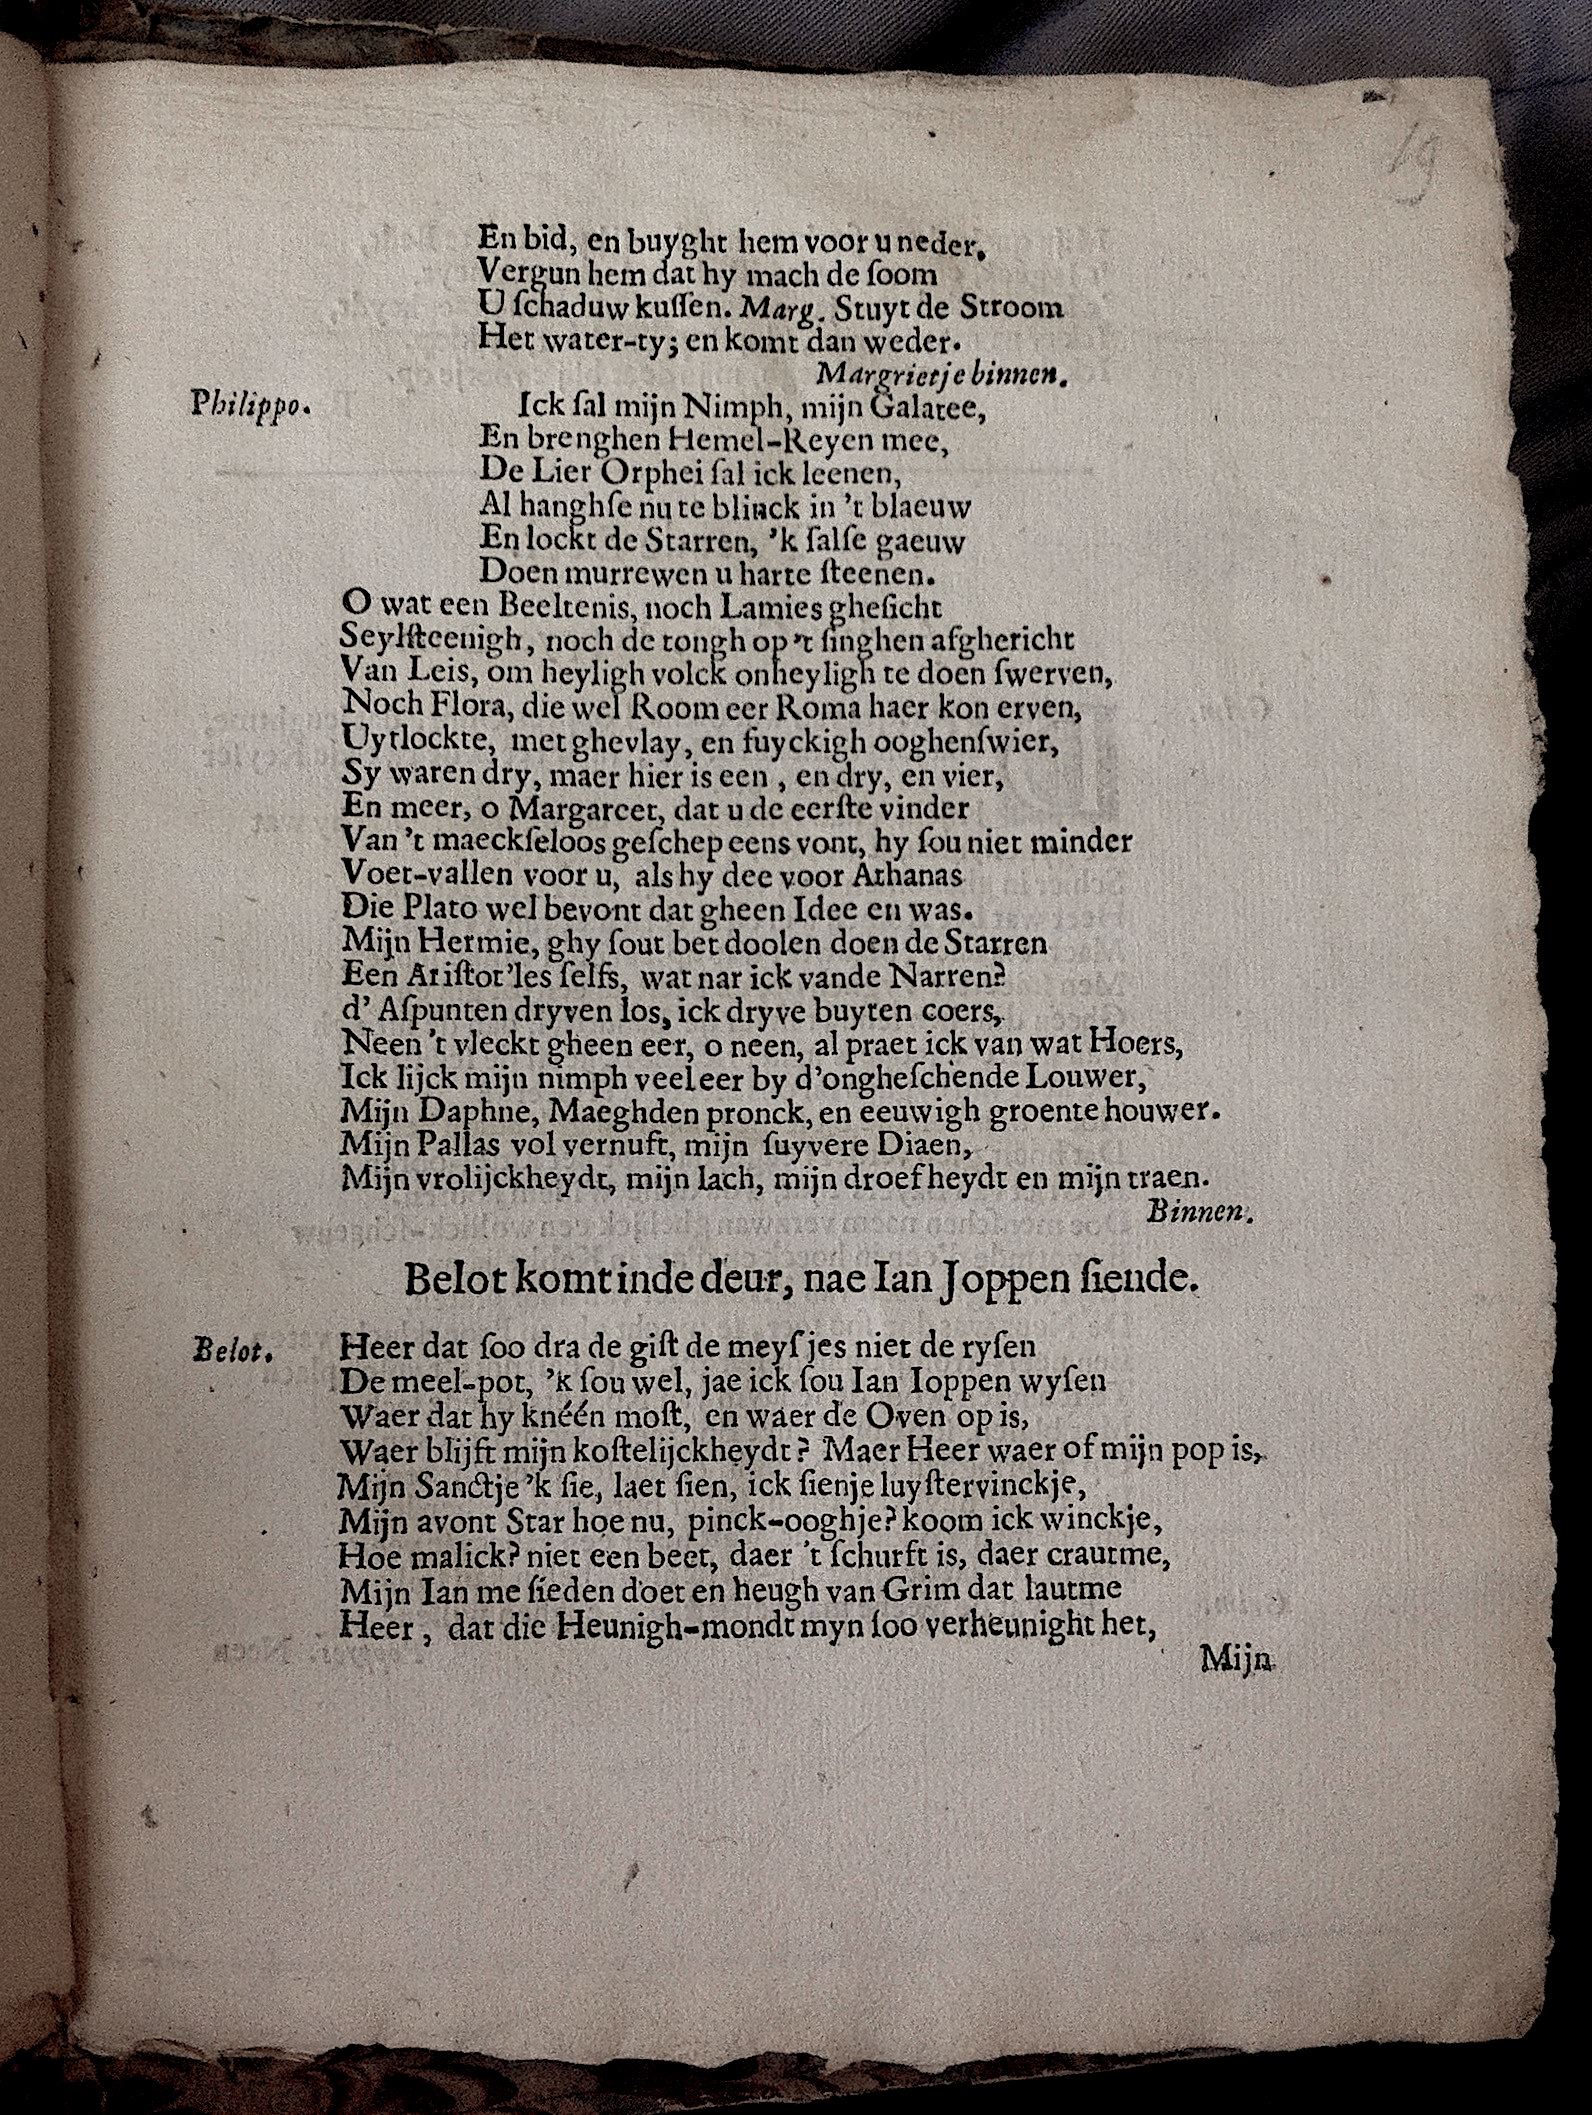 19
En bid, en buyght hem voor u neder.
Vergun hem dat hy mach de ſoom
U ſchaduw kuſſen. Marg. Stuyt de Stroom
Het water-ty; en komt dan weder.
Margrietje binnen.
Philippo. Ick ſal mijn Nimph, mijn Galatee,
En brenghen Hemel-Reyen mee,
De Lier Orphei ſal ick leenen,
Al hanghſe nu te blinck in 't blaeuw
En lockt de Starren, 'k ſalſe gaeuw
Doen murrewen u harte ſteenen.
O wat een Beeltenis, noch Lamies gheſicht
Seylſteenigh, noch de tongh op 't ſinghen afghericht
Van Leis, om heyligh volck onheyligh te doen ſwerven,
Noch Flora, die wel Room eer Roma haer kon erven,
Uytlockte, met ghevlay, en fuyckigh ooghenſwier,
Sy waren dry, maer hier is een, en dry, en vier,
En meer, o Margareet, dat u de eerſte vinder
Van 't maeckſeloos geſchep eens vont, hy ſou niet minder
Voet-vallen voor u, als hy dee voor Athanas
Die Plato wel bevont dat gheen Idee en was.
Mijn Hermie, ghy ſout bet doolen doen de Starren
Een Ariſtot'les ſelfs, wat nar ick vande Narren?
d' Aſpunten dryven los, ick dryve buyten coers,
Neen 't vleckt gheen eer, o neen, al praet ick van wat Hoers,
Ick lijck mijn nimph veeleer by d'ongheſchende Louwer,
Mijn Daphne, Maeghden pronck, en eeuwigh groente houwer.
Mijn Pallas vol vernuft, mijn ſuyvere Diaen,
Mijn vrolijckheydt, mijn lach, mijn droefheydt en mijn traen.
Binnen.
Belot komt inde deur, nae Ian Joppen ſiende.
Belot. Heer dat ſoo dra de giſt de meyſjes niet de ryſen
De meel-pot, 'k ſou wel, jae ick ſou Ian Ioppen wyſen
Waer dat hy knéén moſt, en waer de Oven op is,
Waer blijft mijn koſtelijckheydt? Maer Heer waer of mijn pop is,
Mijn Sanctje 'k ſie, laet ſien, ick ſienje luyſtervinckje,
Mijn avont Star hoe nu, pinck-ooghje? koom ick winckje,
Hoe malick? niet een beet, daer 't ſchurft is, daer crautme,
Mijn Ian me ſieden doet en heugh van Grim dat lautme
Heer, dat die Heunigh-mondt myn ſoo verheunight het,
Mijn